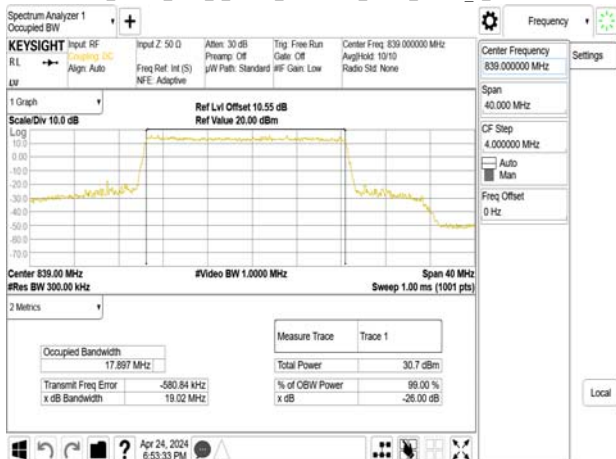 Spectrum Analyzer 1
Occupied BW
+
Frequency
KEYSIGHT
Input: RF
Coupling: DC
Align: Auto
Input Z: 50 Ω
Freq Ref: Int (S)
NFE: Adaptive
Atten: 30 dB
Preamp: Off
µW Path: Standard
Trig: Free Run
Gate: Off
#IF Gain: Low
Center Freq: 839.000000 MHz
Avg|Hold: 10/10
Radio Std: None
RL
LV
Center Frequency
839.000000 MHz
Settings
Span
40.000 MHz
CF Step
4.000000 MHz
Auto
Man
Freq Offset
0 Hz
Local
1 Graph
Scale/Div 10.0 dB
Ref Lvl Offset 10.55 dB
Ref Value 20.00 dBm
Log
10.0
0.00
-10.0
-20.0
-30.0
-40.0
-50.0
-60.0
-70.0
Center 839.00 MHz
#Video BW 1.0000 MHz
Span 40 MHz
#Res BW 300.00 kHz
Sweep 1.00 ms (1001 pts)
2 Metrics
Measure Trace Trace 1
Occupied Bandwidth
17.897 MHz
Total Power 30.7 dBm
Transmit Freq Error -580.84 kHz
% of OBW Power 99.00 %
x dB Bandwidth 19.02 MHz
x dB -26.00 dB
?
Apr 24, 2024
6:53:33 PM